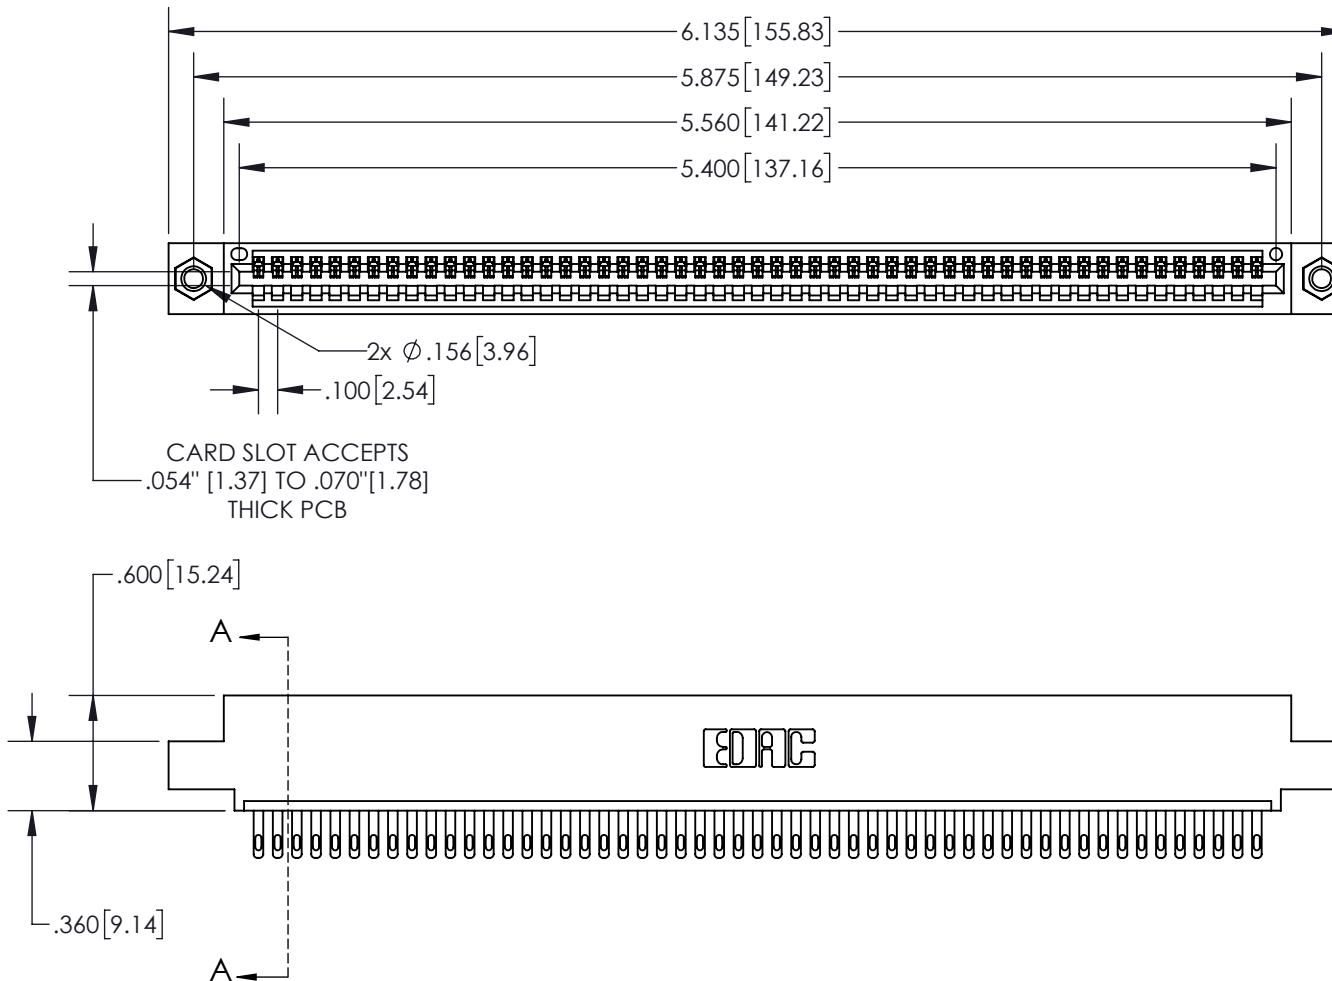 6.135[155.83]
5.875[149.23]
5.560[141.22]
5.400[137.16]
2x Ø.156[3.96]
.100[2.54]
CARD SLOT ACCEPTS
.054" [1.37] TO .070"[1.78]
THICK PCB
.600[15.24]
A
EDAC
.360[9.14]
A